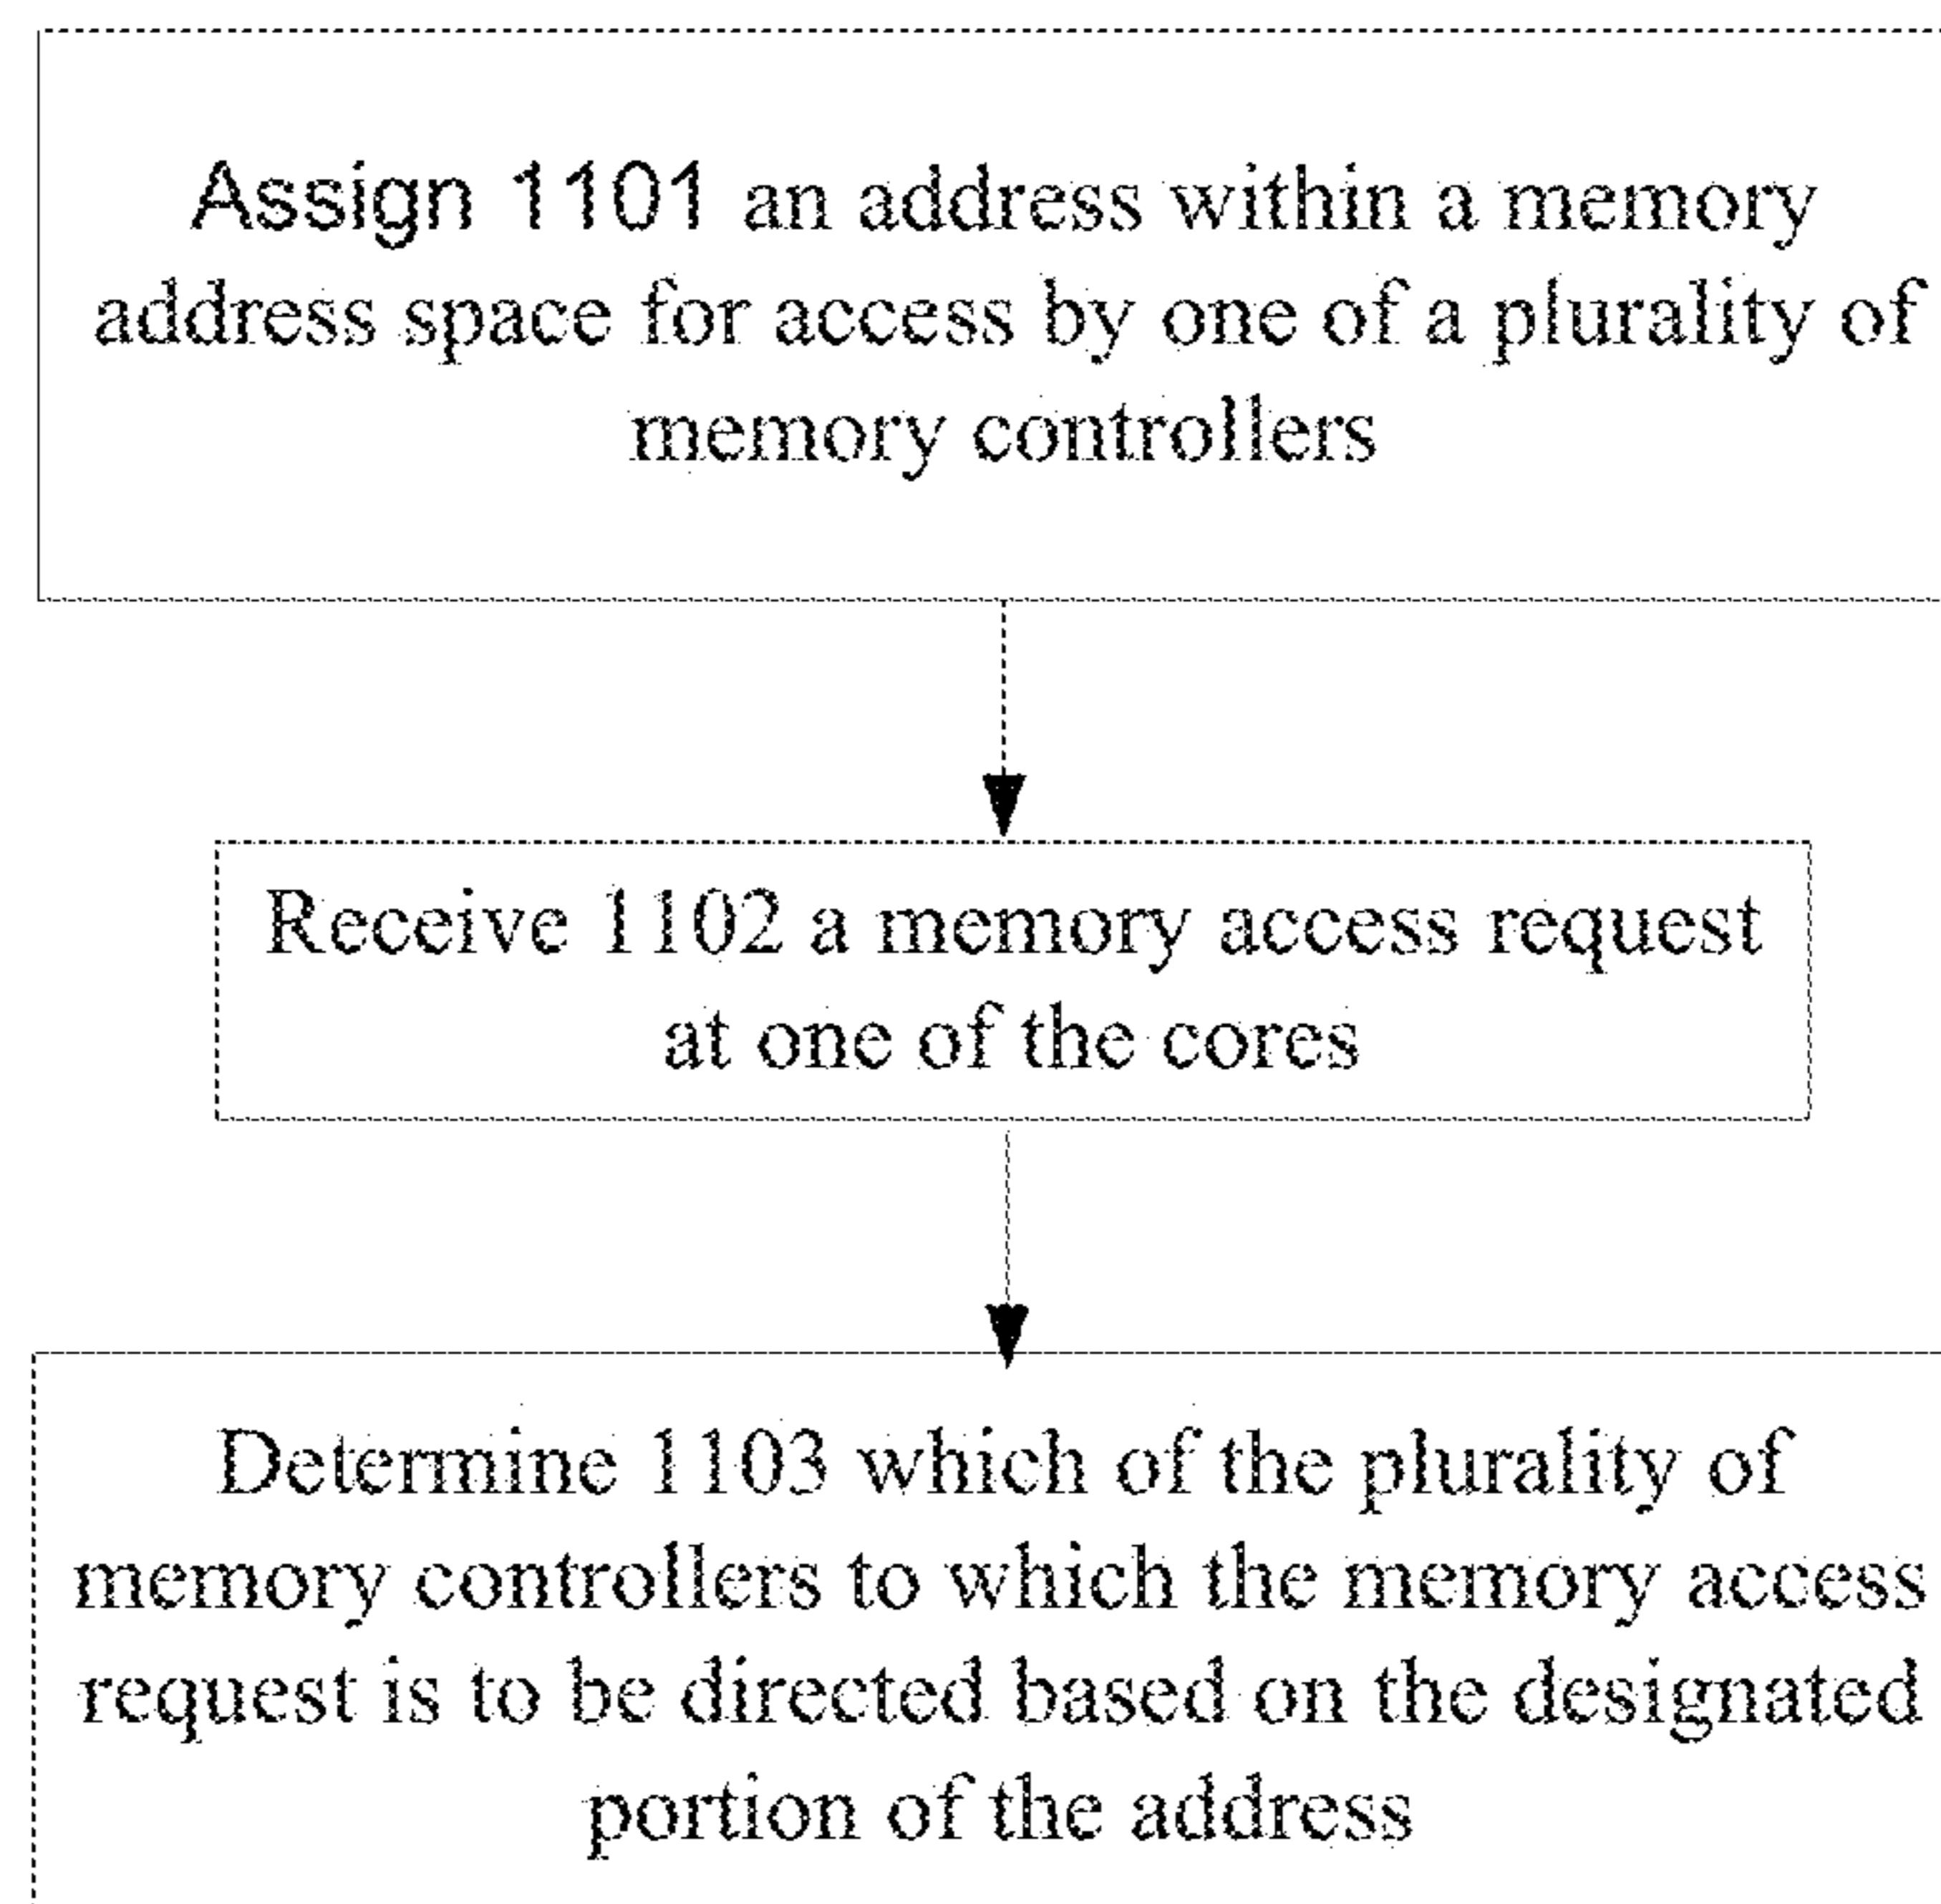 Assign 1101 an address within a memory
address space for access by one of a plurality of
memory controllers
Receive 1102 a memory access request
at one of the cores
Determine 1103 which of the plurality of
memory controllers to which the memory access
request is to be directed based on the designated
portion of the address